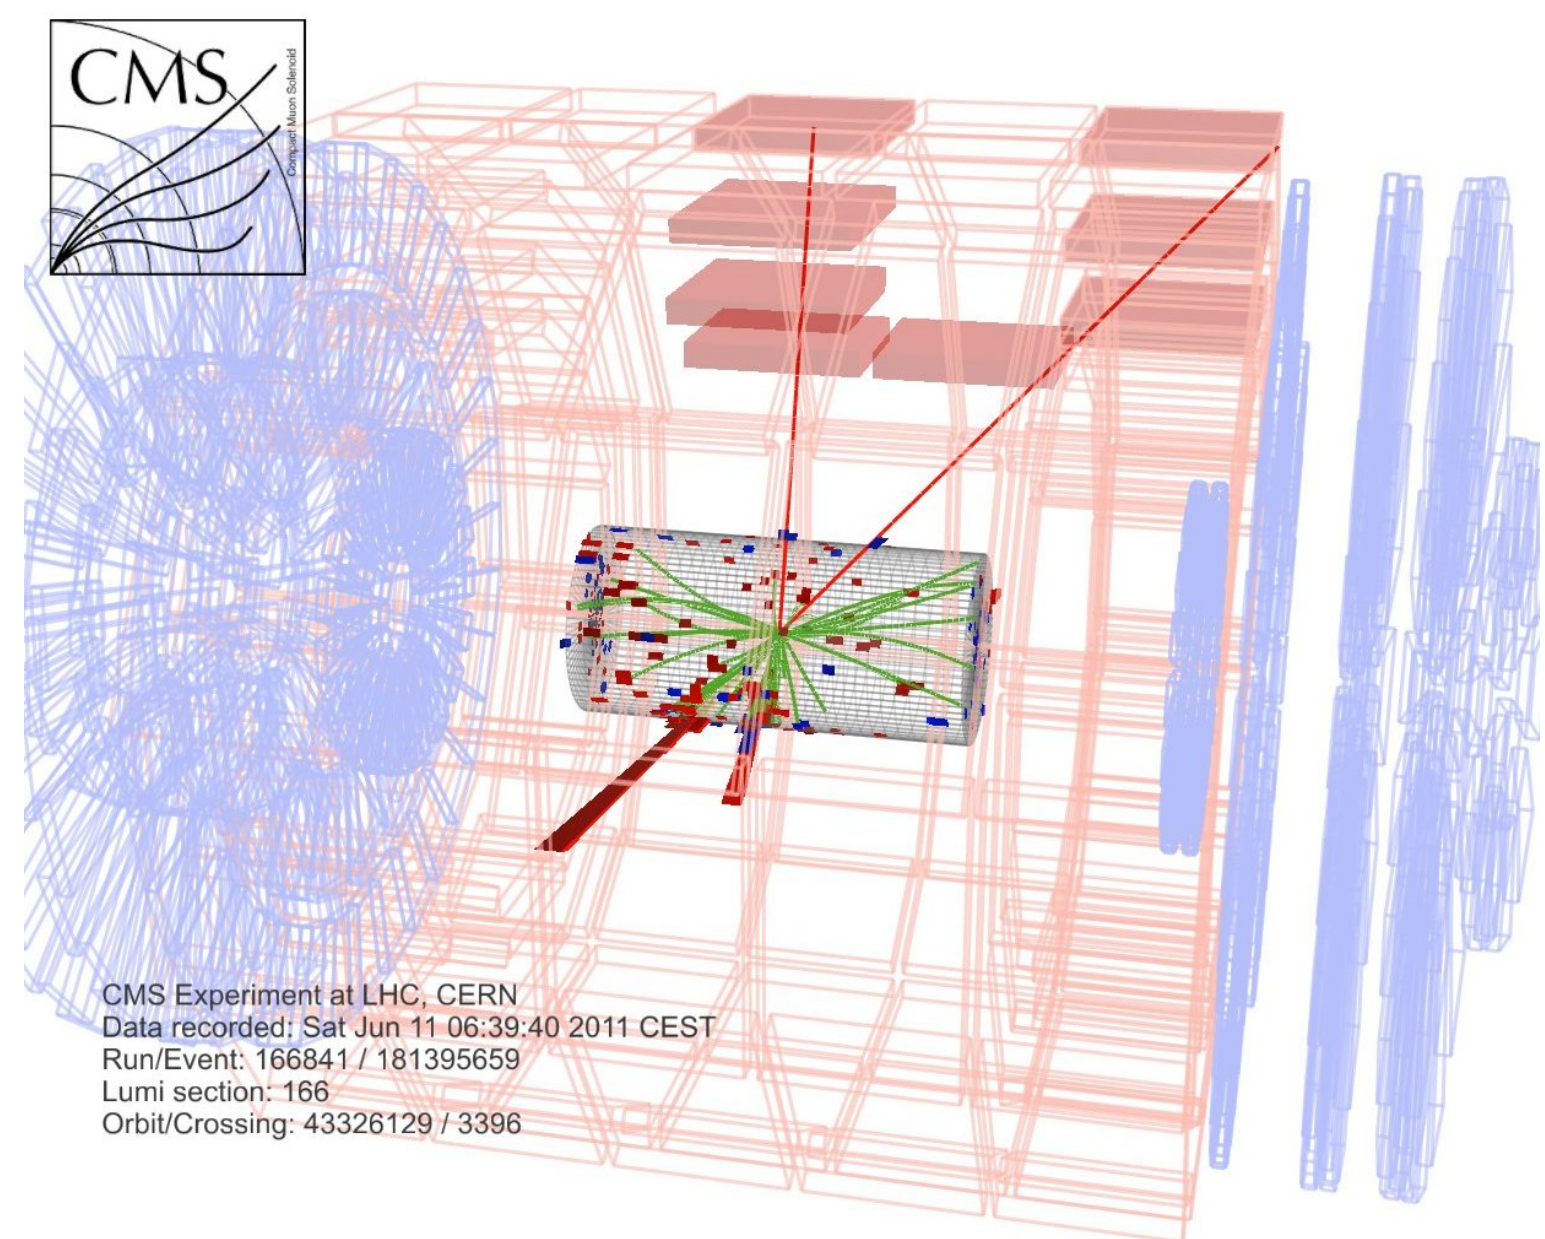 CMS
Compact Muon Solenoid
CMS Experiment at LHC, CERN
Data recorded: Sat Jun 11 06:39:40 2011 CEST
Run/Event: 166841 / 181395659
Lumi section: 166
Orbit/Crossing: 43326129 / 3396